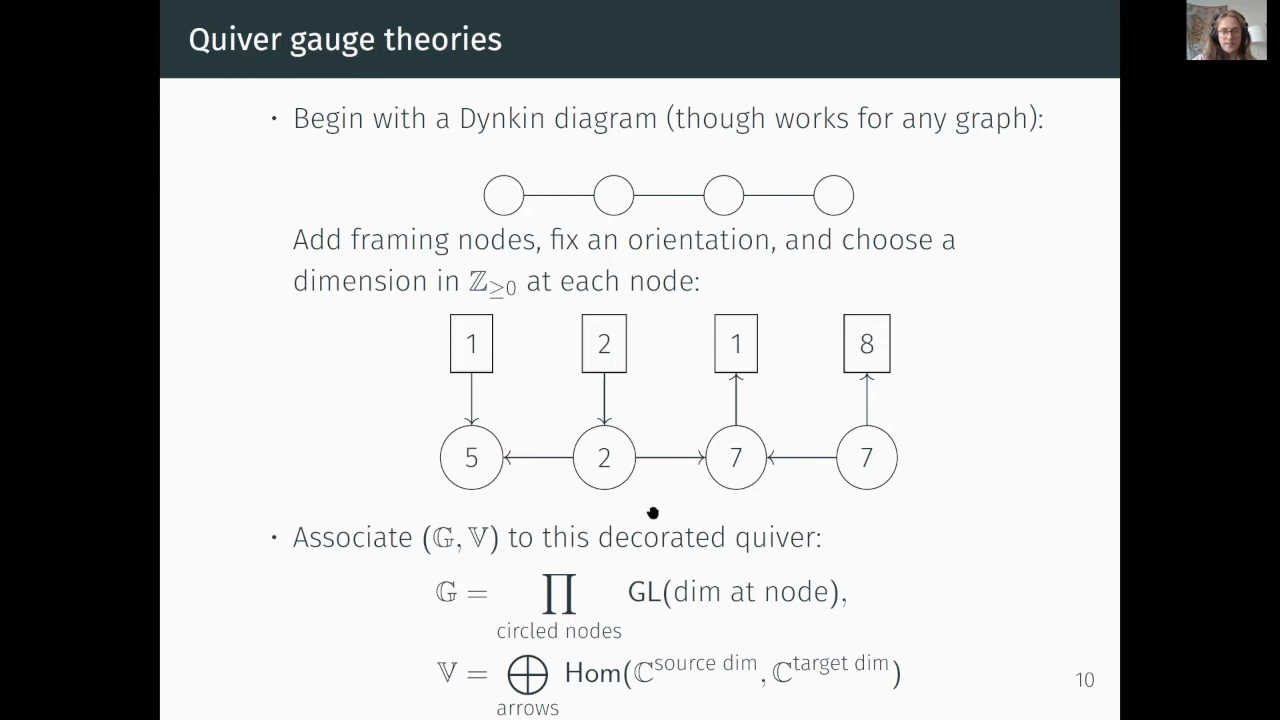 Quiver gauge theories
• Begin with a Dynkin diagram (though works for any graph):
Add framing nodes, fix an orientation, and choose a
dimension in ℤ≥0 at each node:
1 2 1 8
5 2 7 7
• Associate (𝔾, 𝕍) to this decorated quiver:
𝔾 = ∏ GL(dim at node),
circled nodes
𝕍 = ⨁ Hom(ℂ^source dim, ℂ^target dim)
arrows
10